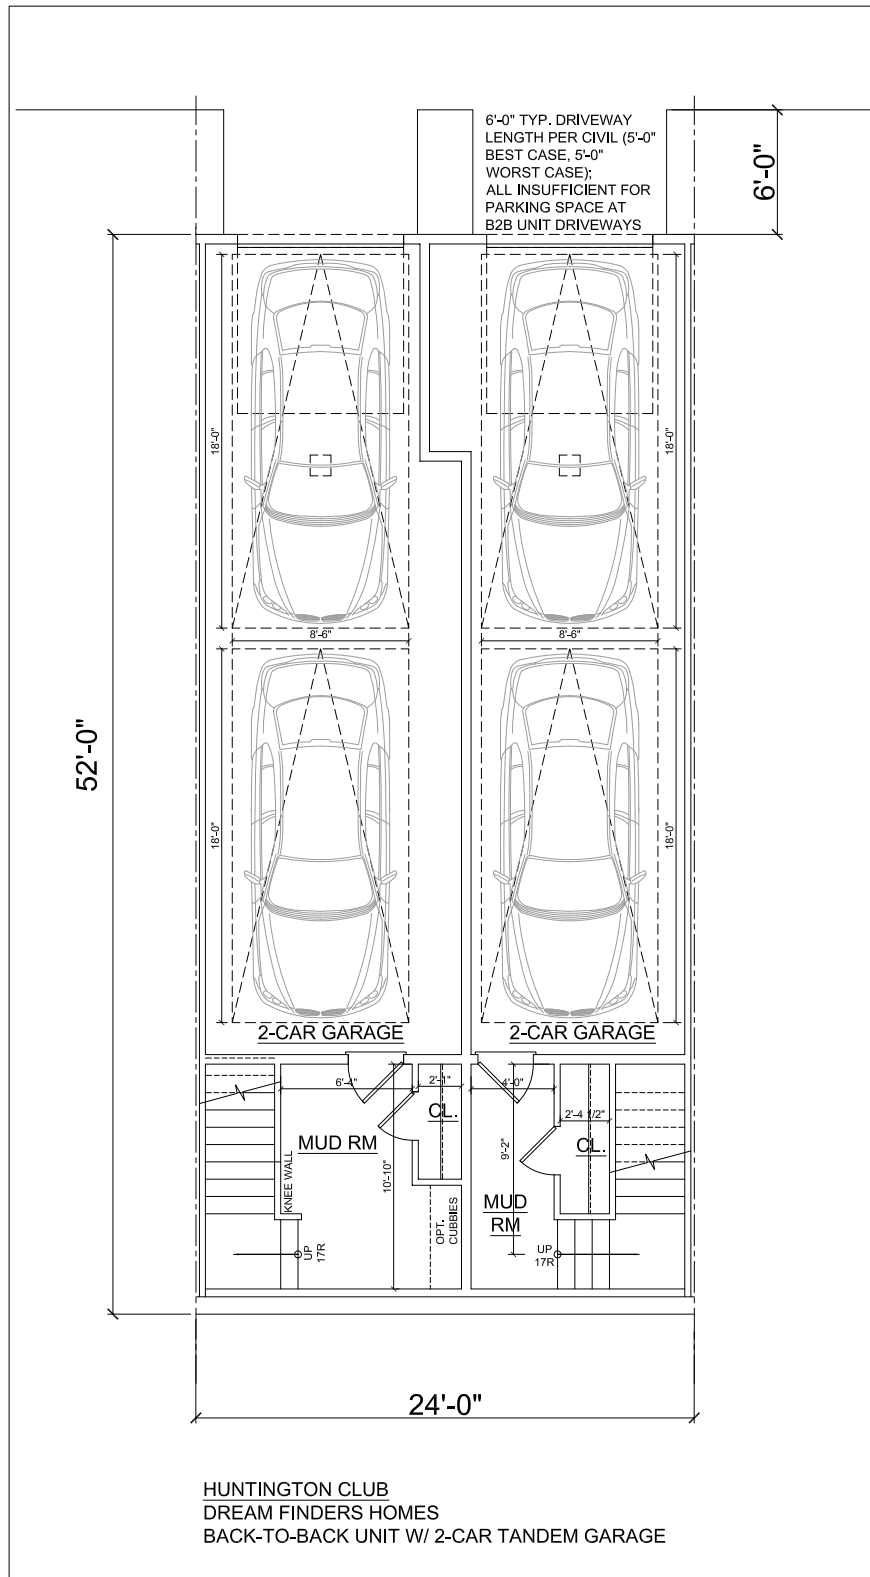 6'-0" TYP. DRIVEWAY
LENGTH PER CIVIL (5'-0"
BEST CASE, 5'-0"
WORST CASE);
ALL INSUFFICIENT FOR
PARKING SPACE AT
B2B UNIT DRIVEWAYS
6'-0"
18'-0"
18'-0"
8'-6"
8'-6"
52'-0"
18'-0"
18'-0"
2-CAR GARAGE
2-CAR GARAGE
6'-4"
2'-1"
4'-0"
2'-4 1/2"
CL.
CL.
MUD RM
9'-2"
KNEE WALL
10'-10"
MUD
RM
OPT.
CUBBIES
UP
17R
UP
17R
24'-0"
HUNTINGTON CLUB
DREAM FINDERS HOMES
BACK-TO-BACK UNIT W/ 2-CAR TANDEM GARAGE